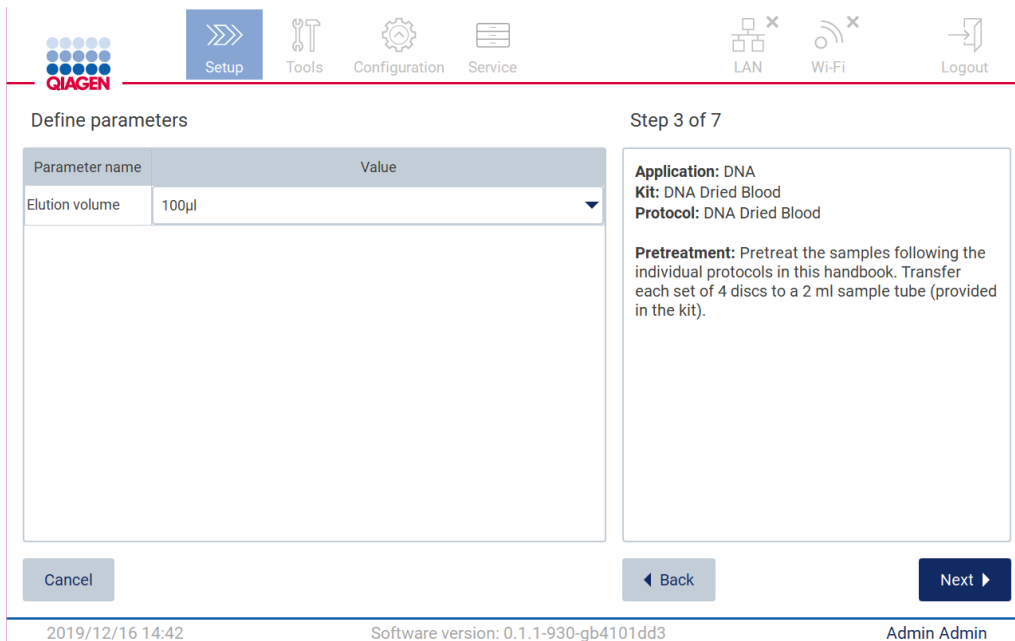 QIAGEN
Setup
Tools
Configuration
Service
LAN
Wi-Fi
Logout
Define parameters
Step 3 of 7
Parameter name
Value
Elution volume
100µl
Application: DNA
Kit: DNA Dried Blood
Protocol: DNA Dried Blood
Pretreatment: Pretreat the samples following the
individual protocols in this handbook. Transfer
each set of 4 discs to a 2 ml sample tube (provided
in the kit).
Cancel
Back
Next
2019/12/16 14:42
Software version: 0.1.1-930-gb4101dd3
Admin Admin